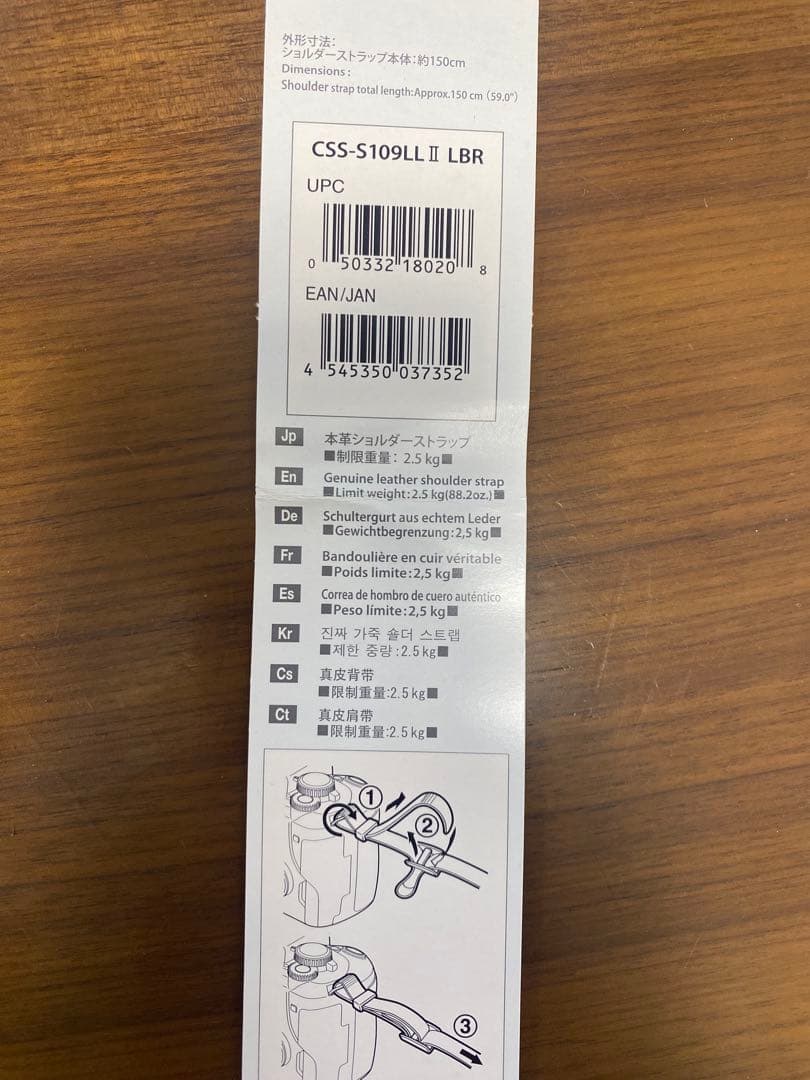 外形寸法:
ショルダーストラップ本体:約150cm
Dimensions:
Shoulder strap total length:Approx.150 cm (59.0")
CSS-S109LLⅡ LBR
UPC
0 50332 18020 8
EAN/JAN
4 545350 037352
Jp 本革ショルダーストラップ
■制限重量: 2.5 kg■
En Genuine leather shoulder strap
■Limit weight:2.5 kg(88.2oz.)■
De Schultergurt aus echtem Leder
■Gewichtbegrenzung:2,5 kg■
Fr Bandoulière en cuir véritable
■Poids limite:2,5 kg■
Es Correa de hombro de cuero auténtico
■Peso límite:2,5 kg■
Kr 진짜 가죽 숄더 스트랩
■제한 중량:2.5 kg■
Cs 真皮背带
■限制重量:2.5 kg■
Ct 真皮肩帶
■限制重量:2.5 kg■
①
②
③